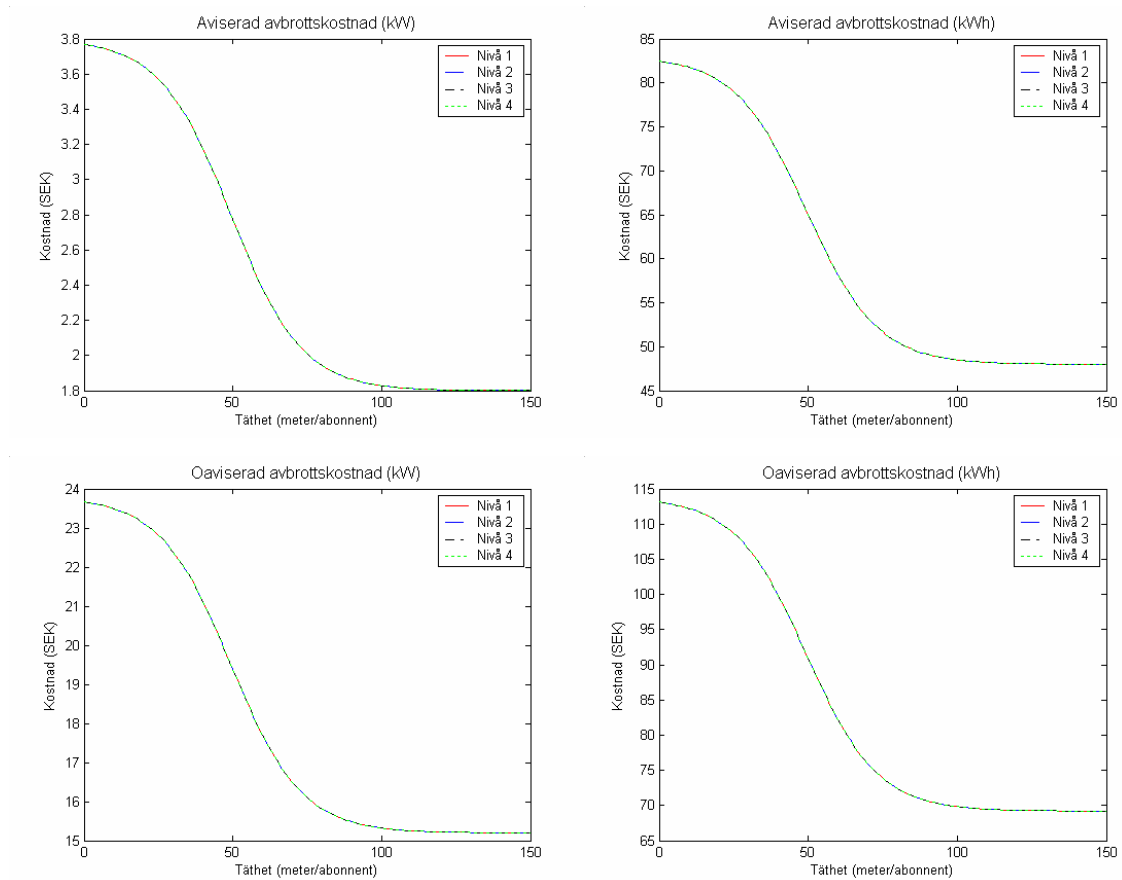 Aviserad avbrottskostnad (kW)
3.8
3.6
3.4
3.2
3
2.8
2.6
2.4
2.2
2
1.8
Kostnad (SEK)
0
50
100
150
Täthet (meter/abonnent)
Nivå 1
Nivå 2
Nivå 3
Nivå 4
Aviserad avbrottskostnad (kWh)
85
80
75
70
65
60
55
50
45
Kostnad (SEK)
0
50
100
150
Täthet (meter/abonnent)
Nivå 1
Nivå 2
Nivå 3
Nivå 4
Oaviserad avbrottskostnad (kW)
24
23
22
21
20
19
18
17
16
15
Kostnad (SEK)
0
50
100
150
Täthet (meter/abonnent)
Nivå 1
Nivå 2
Nivå 3
Nivå 4
Oaviserad avbrottskostnad (kWh)
115
110
105
100
95
90
85
80
75
70
65
Kostnad (SEK)
0
50
100
150
Täthet (meter/abonnent)
Nivå 1
Nivå 2
Nivå 3
Nivå 4